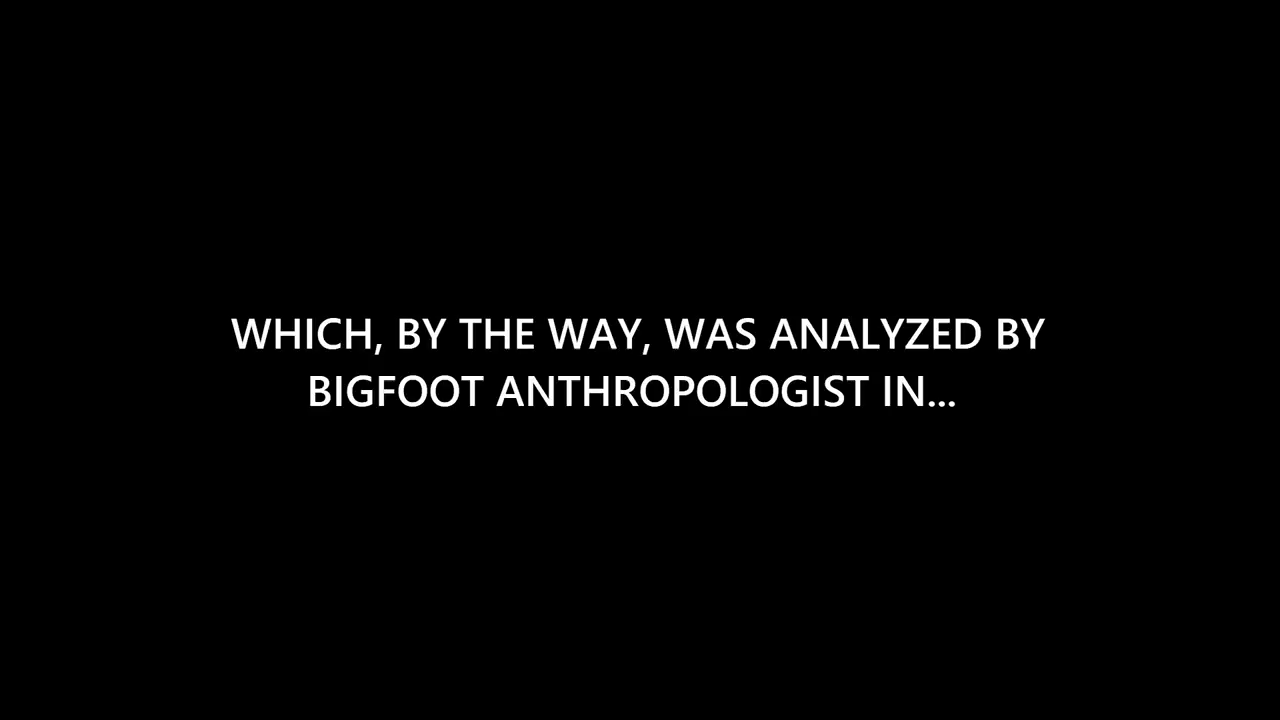 WHICH, BY THE WAY, WAS ANALYZED BY
BIGFOOT ANTHROPOLOGIST IN...